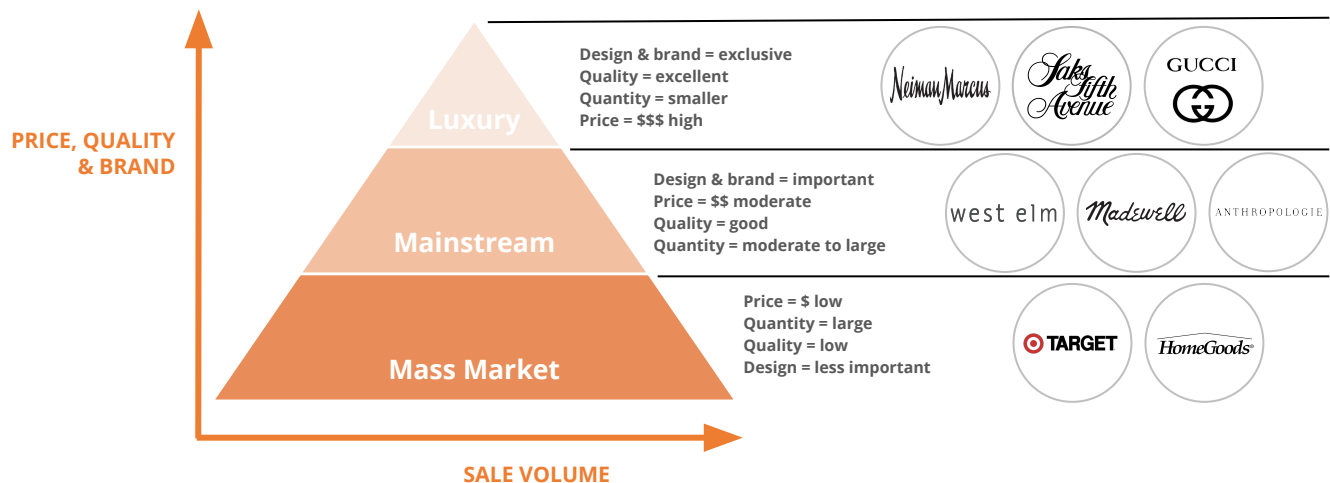 PRICE, QUALITY
& BRAND
Luxury
Design & brand = exclusive
Quality = excellent
Quantity = smaller
Price = $$$ high
Neiman Marcus
Saks
Fifth
Avenue
GUCCI
Mainstream
Design & brand = important
Price = $$ moderate
Quality = good
Quantity = moderate to large
west elm
Madewell
ANTHROPOLOGIE
Mass Market
Price = $ low
Quantity = large
Quality = low
Design = less important
TARGET
HomeGoods®
SALE VOLUME